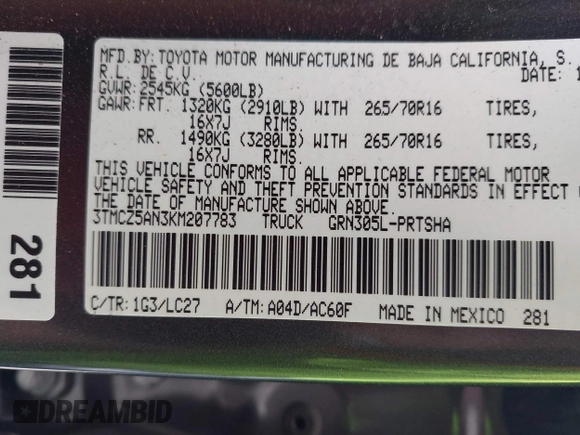 MFD.BY: TOYOTA MOTOR MANUFACTURING DE BAJA CALIFORNIA, S.
R.L. DE C.V. DATE: 1
GVWR: 2545KG (5600LB)
GAWR: FRT. 1320KG (2910LB) WITH 265/70R16 TIRES,
16X7J RIMS.
RR. 1490KG (3280LB) WITH 265/70R16 TIRES,
16X7J RIMS.
THIS VEHICLE CONFORMS TO ALL APPLICABLE FEDERAL MOTOR
VEHICLE SAFETY AND THEFT PREVENTION STANDARDS IN EFFECT
THE DATE OF MANUFACTURE SHOWN ABOVE.
3TMCZ5AN3KM207783 TRUCK GRN305L-PRTSHA
C/TR: 1G3/LC27 A/TM: A04D/AC60F MADE IN MEXICO 281
281
DREAMBID